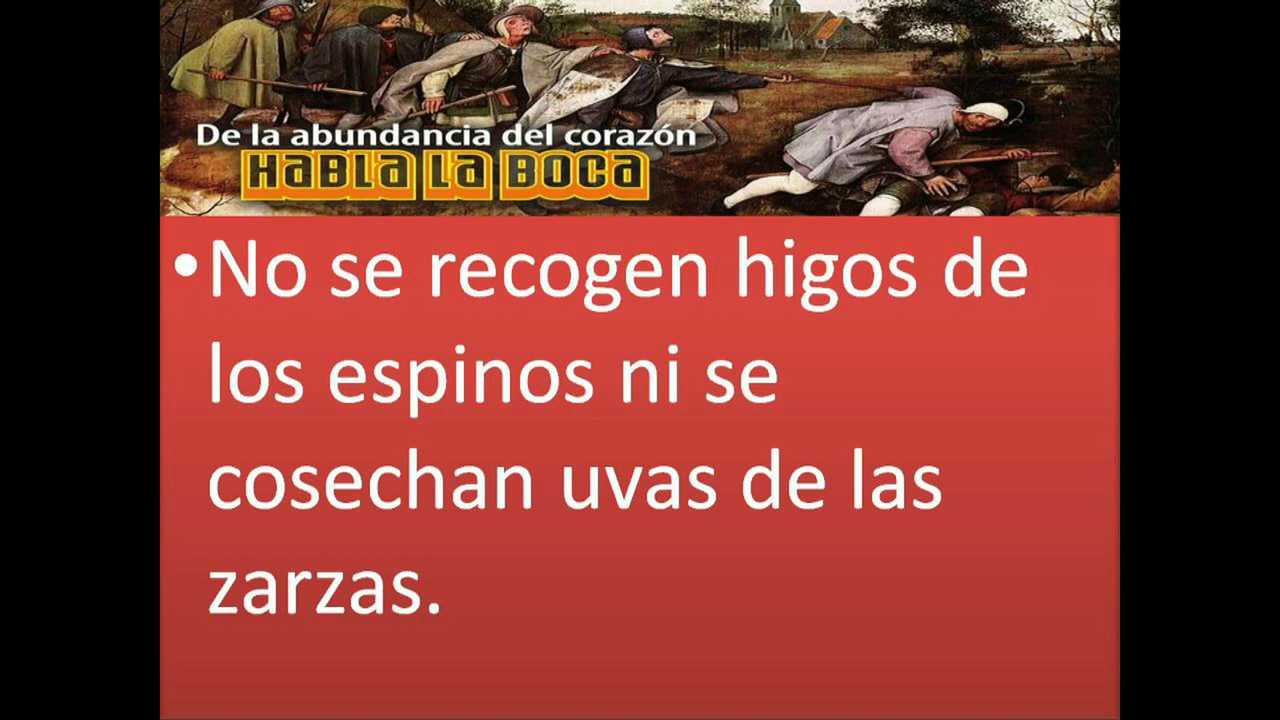 De la abundancia del corazón
HABLA LA BOCA
•No se recogen higos de
los espinos ni se
cosechan uvas de las
zarzas.